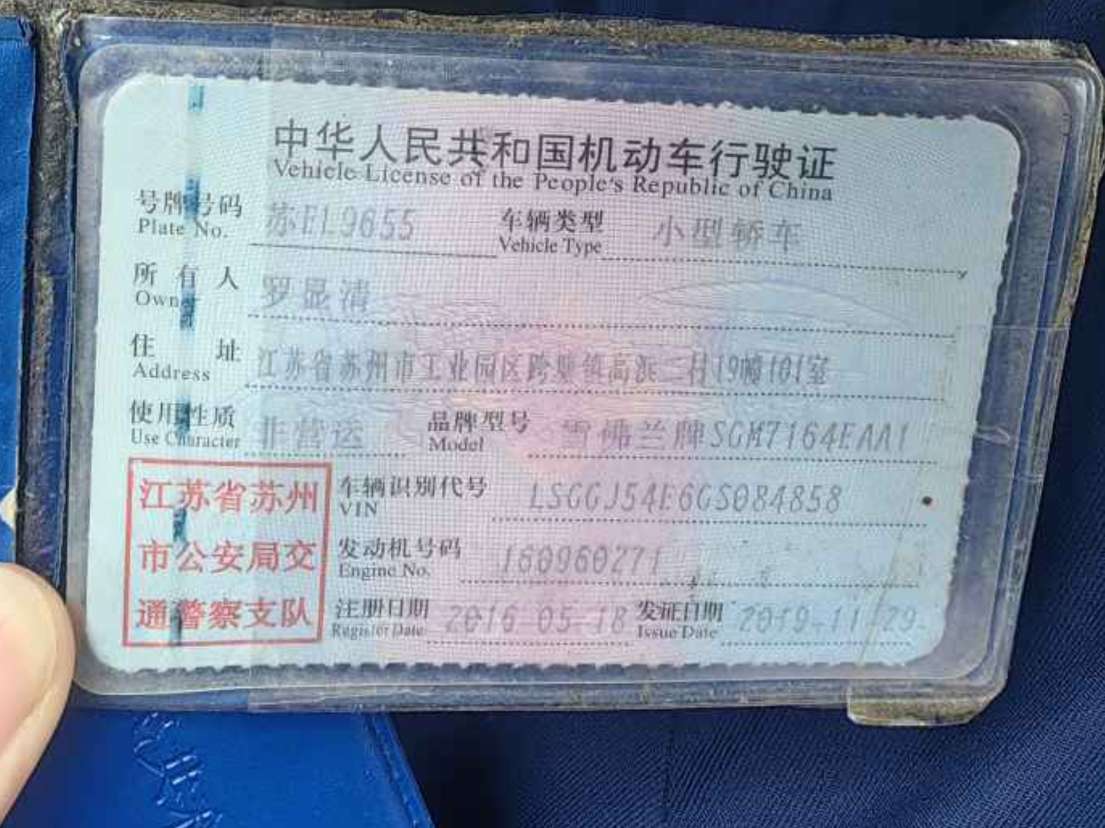 中华人民共和国机动车行驶证
Vehicle License of the People's Republic of China
号牌号码 苏EL9655 车辆类型 小型轿车
Plate No. Vehicle Type
所有人 罗显清
Owner
住址 江苏省苏州市工业园区跨塘镇高浜二村19幢101室
Address
使用性质 非营运 品牌型号 雪佛兰牌SGM7164EAA1
Use Character Model
江苏省苏州
市公安局交
通警察支队
车辆识别代号 LSGGJ54E6GS084858
VIN
发动机号码 160960271
Engine No.
注册日期 2016-05-18 发证日期 2019-11-29
Register Date Issue Date